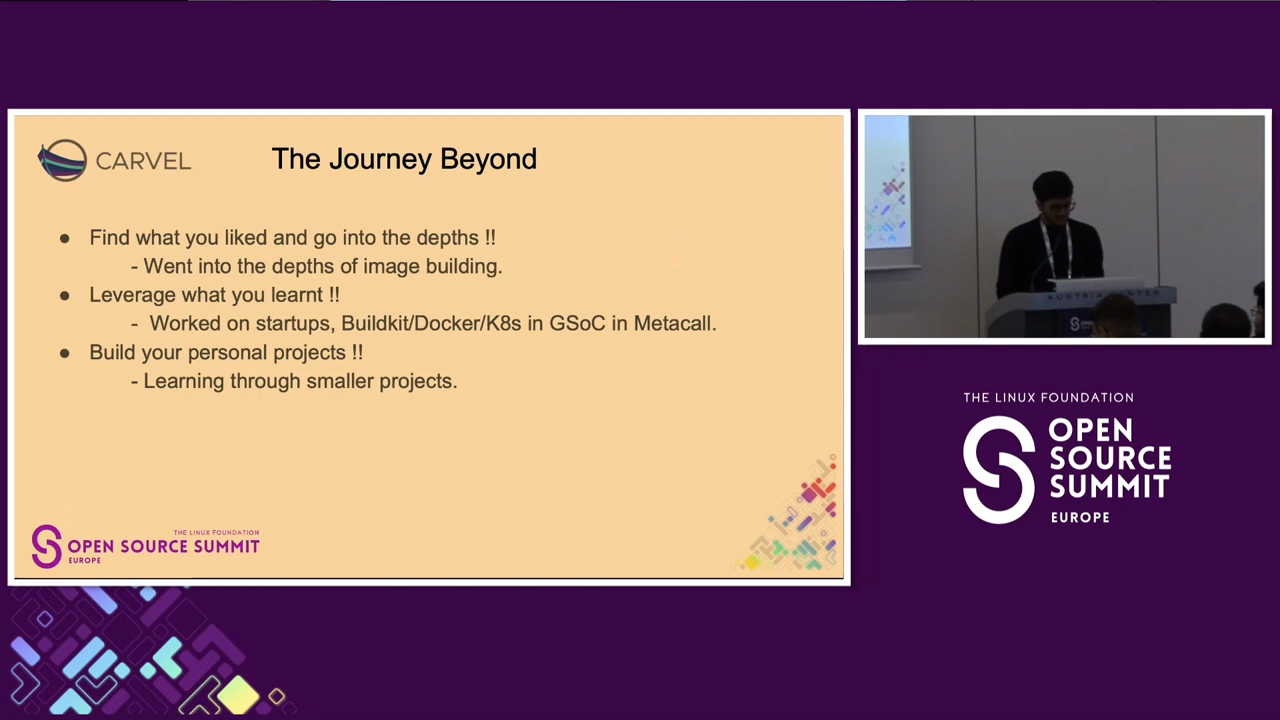 CARVEL
The Journey Beyond
● Find what you liked and go into the depths !!
- Went into the depths of image building.
● Leverage what you learnt !!
- Worked on startups, Buildkit/Docker/K8s in GSoC in Metacall.
● Build your personal projects !!
- Learning through smaller projects.
THE LINUX FOUNDATION
OPEN SOURCE SUMMIT
EUROPE
AUSTRIA CENTER
THE LINUX FOUNDATION
OPEN
SOURCE
SUMMIT
EUROPE